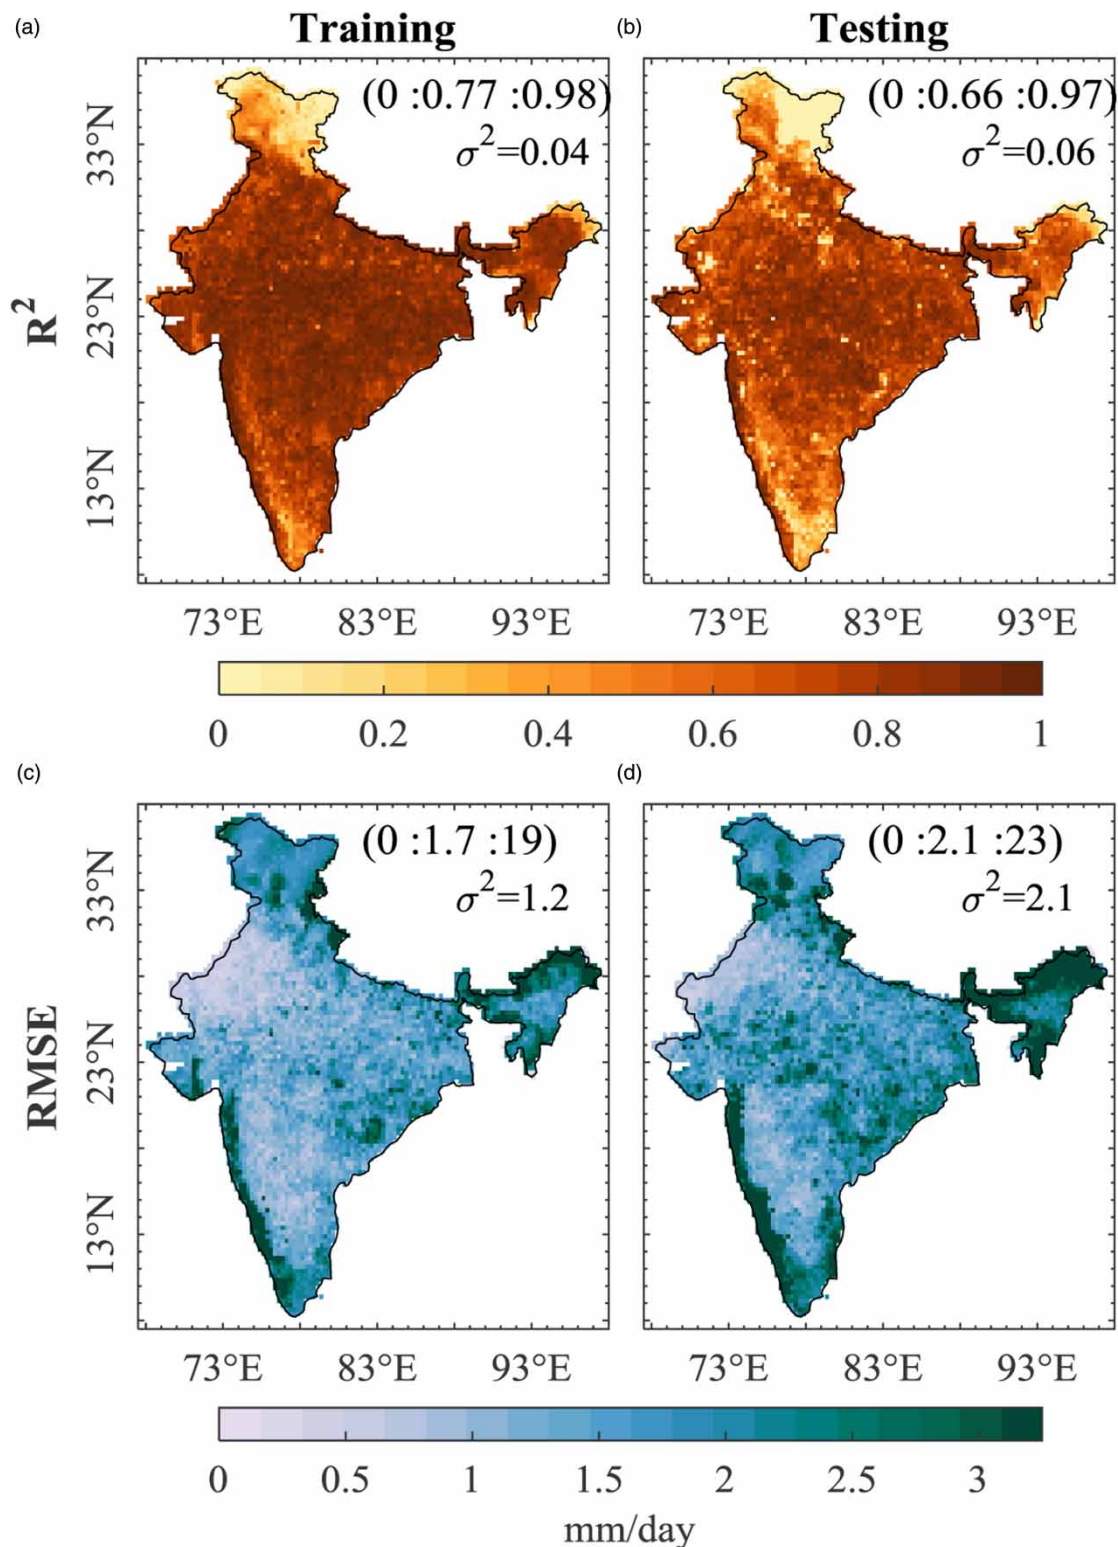 (a) Training (b) Testing
(0 :0.77 :0.98) (0 :0.66 :0.97)
σ²=0.04 σ²=0.06
33°N
23°N
13°N
R²
73°E 83°E 93°E 73°E 83°E 93°E
0 0.2 0.4 0.6 0.8 1
(c) (d)
(0 :1.7 :19) (0 :2.1 :23)
σ²=1.2 σ²=2.1
33°N
23°N
13°N
RMSE
73°E 83°E 93°E 73°E 83°E 93°E
0 0.5 1 1.5 2 2.5 3
mm/day